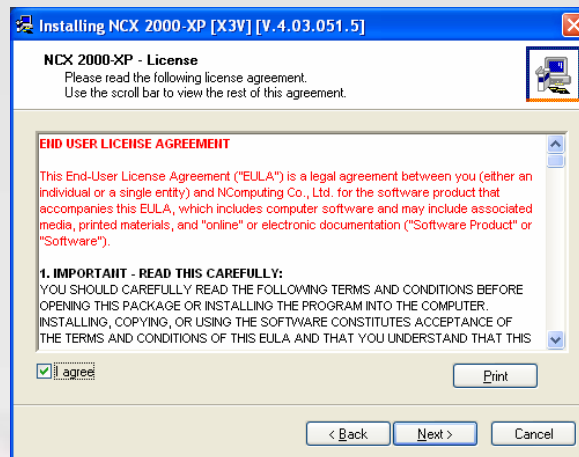 Installing NCX 2000-XP [X3V] [V.4.03.051.5]
NCX 2000-XP - License
Please read the following license agreement.
Use the scroll bar to view the rest of this agreement.
END USER LICENSE AGREEMENT
This End-User License Agreement ("EULA") is a legal agreement between you (either an
individual or a single entity) and NComputing Co., Ltd. for the software product that
accompanies this EULA, which includes computer software and may include associated
media, printed materials, and "online" or electronic documentation ("Software Product" or
"Software").
1. IMPORTANT - READ THIS CAREFULLY:
YOU SHOULD CAREFULLY READ THE FOLLOWING TERMS AND CONDITIONS BEFORE
OPENING THIS PACKAGE OR INSTALLING THE PROGRAM INTO THE COMPUTER.
INSTALLING, COPYING, OR USING THE SOFTWARE CONSTITUTES ACCEPTANCE OF
THE TERMS AND CONDITIONS OF THIS EULA AND THAT YOU UNDERSTAND THAT THIS
I agree
Print
< Back
Next >
Cancel